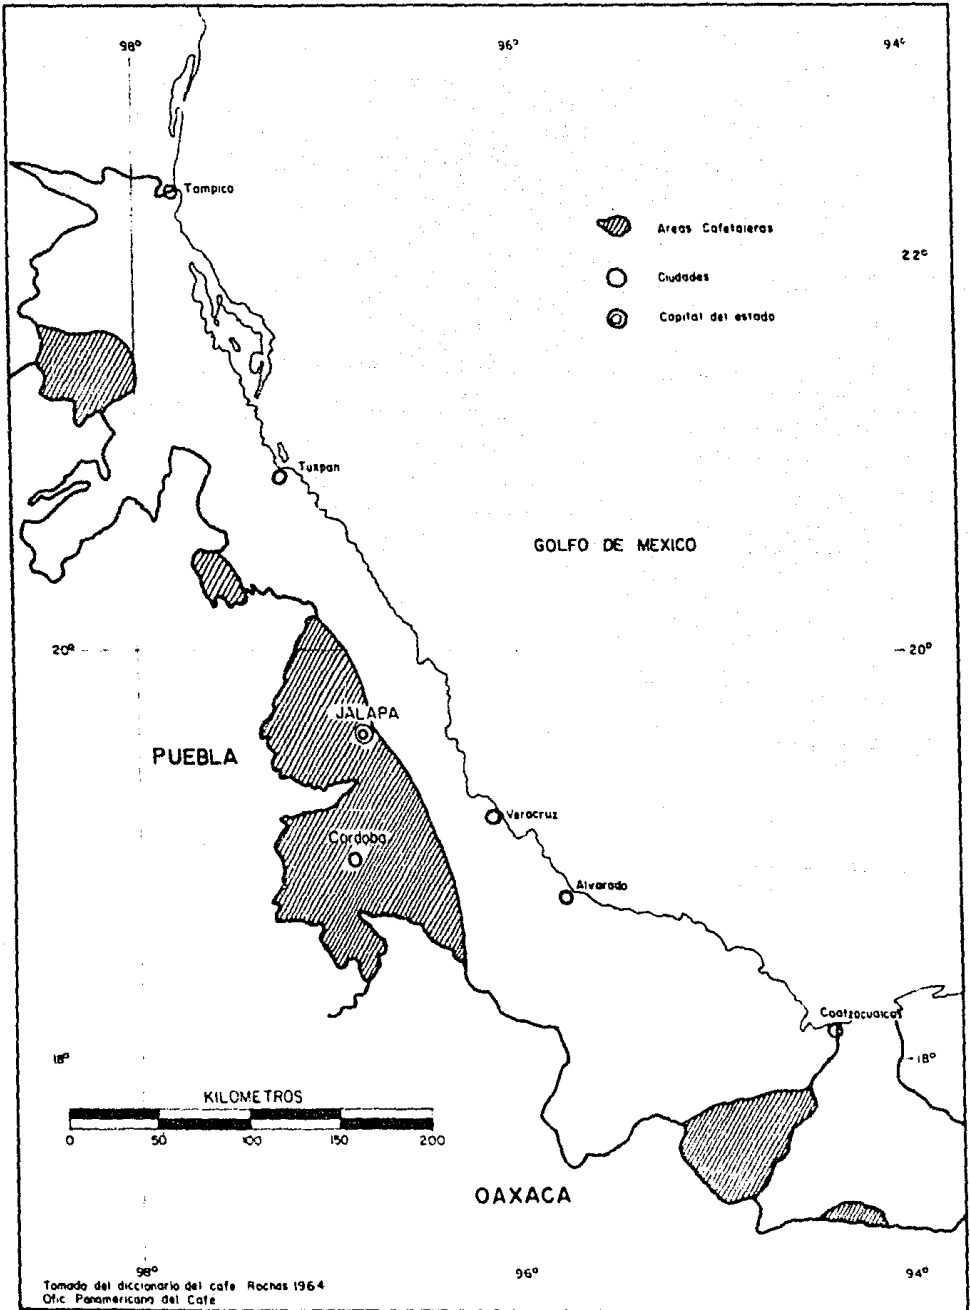 98° 96° 94°
Tampico
Areas Cafetaleras
22°
Ciudades
Capital del estado
Tuxpan
GOLFO DE MEXICO
20° 20°
JALAPA
PUEBLA
Veracruz
Cordoba
Alvarado
Coatzacualcos
18° 18°
KILOMETROS
0 50 100 150 200
OAXACA
98° 96° 94°
Tomado del diccionario del cafe Rochas 1964
Ofic Panamericano del Cafe